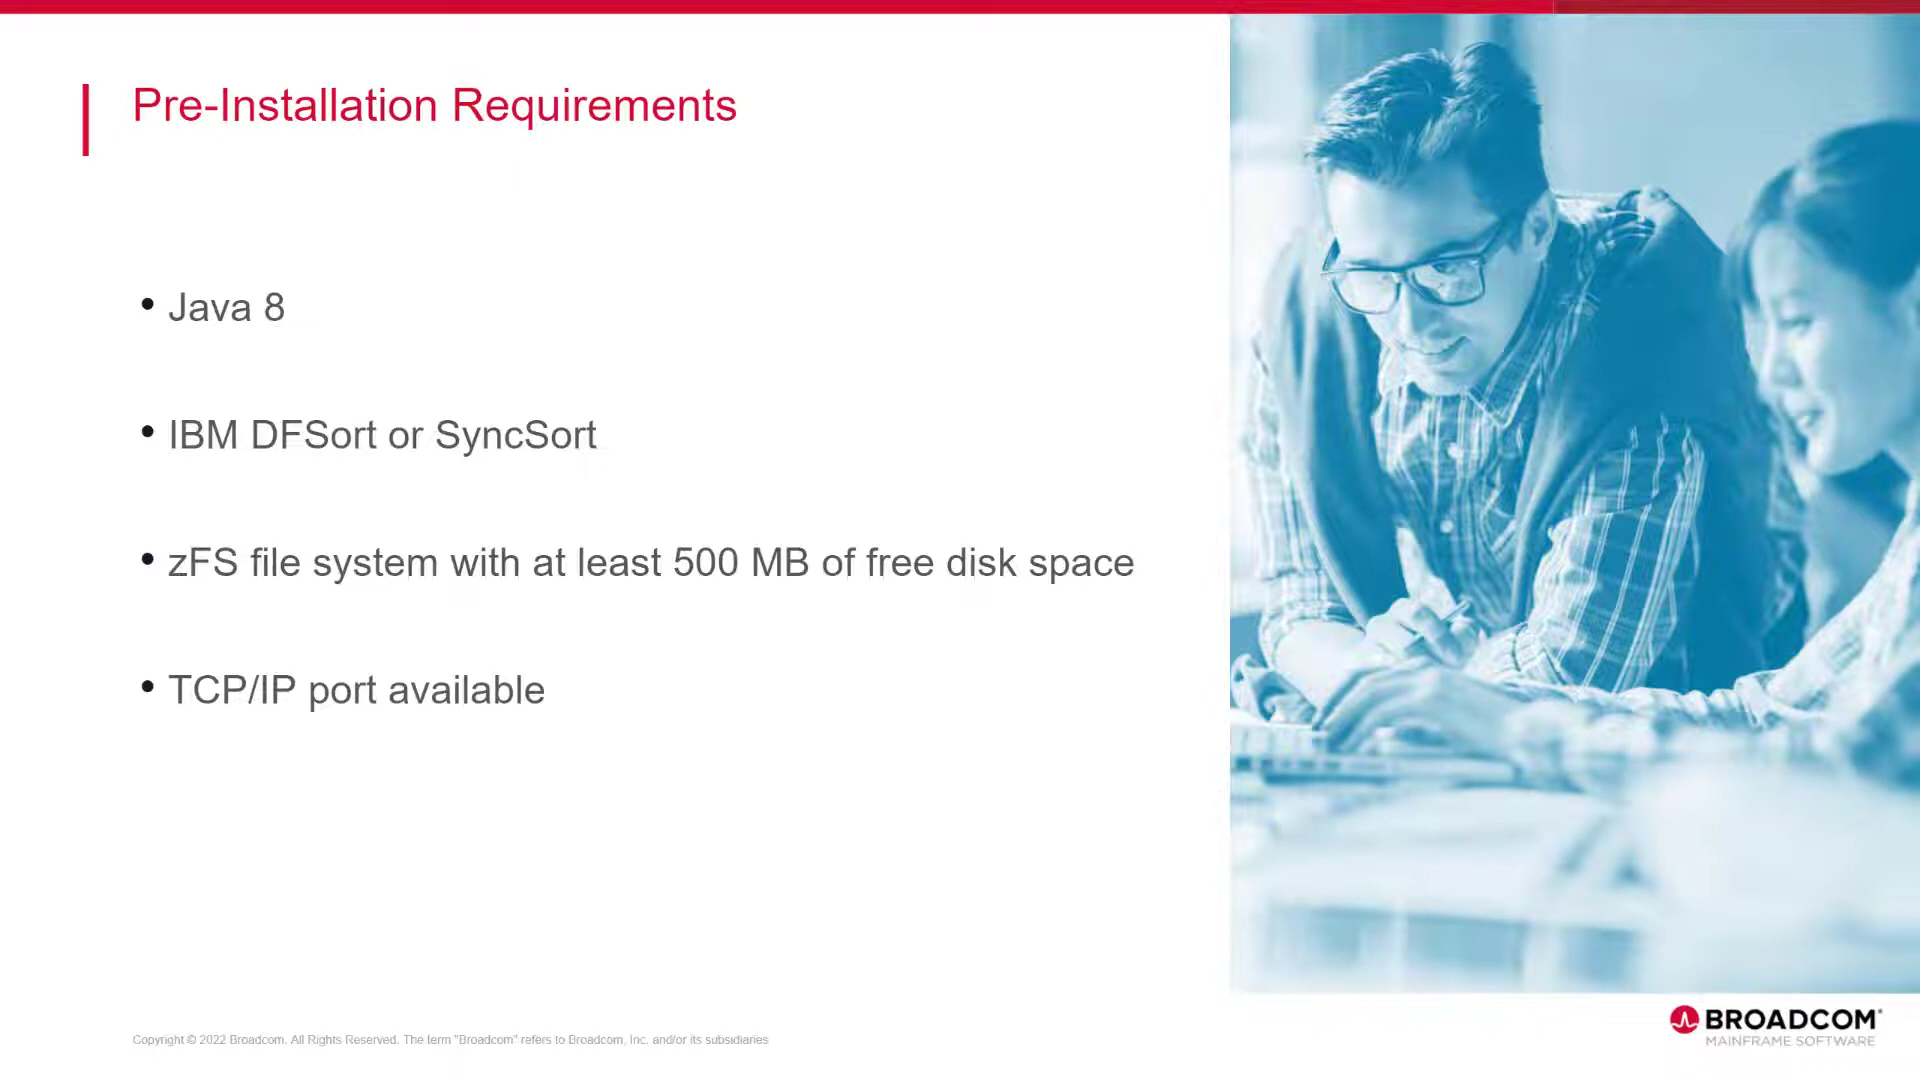 Pre-Installation Requirements
• Java 8
• IBM DFSort or SyncSort
• zFS file system with at least 500 MB of free disk space
• TCP/IP port available
Copyright © 2022 Broadcom. All Rights Reserved. The term "Broadcom" refers to Broadcom, Inc. and/or its subsidiaries
BROADCOM®
MAINFRAME SOFTWARE